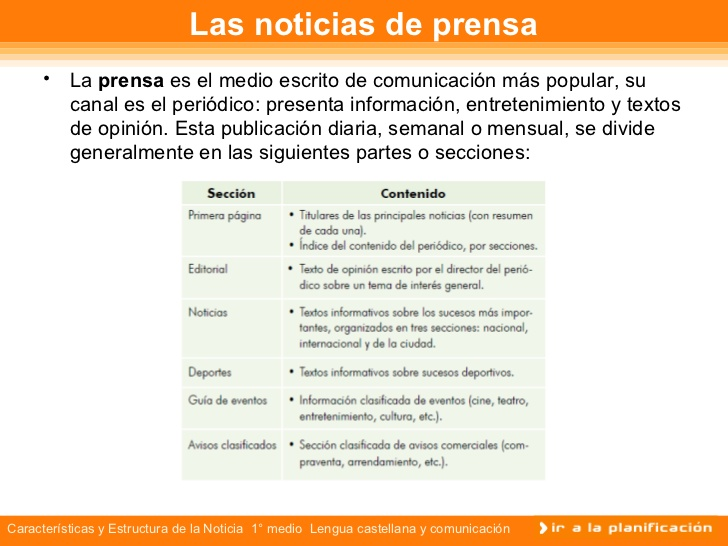 Las noticias de prensa
• La prensa es el medio escrito de comunicación más popular, su
canal es el periódico: presenta información, entretenimiento y textos
de opinión. Esta publicación diaria, semanal o mensual, se divide
generalmente en las siguientes partes o secciones:
Sección Contenido
Primera página • Titulares de las principales noticias (con resumen
de cada una).
• Índice del contenido del periódico, por secciones.
Editorial • Texto de opinión escrito por el director del perió-
dico sobre un tema de interés general.
Noticias • Textos informativos sobre los sucesos más impor-
tantes, organizados en tres secciones: nacional,
internacional y de la ciudad.
Deportes • Textos informativos sobre sucesos deportivos.
Guía de eventos • Información clasificada de eventos (cine, teatro,
entretenimiento, cultura, etc.).
Avisos clasificados • Sección clasificada de avisos comerciales (com-
praventa, arrendamiento, etc.).
Características y Estructura de la Noticia 1° medio Lengua castellana y comunicación
ir a la planificación